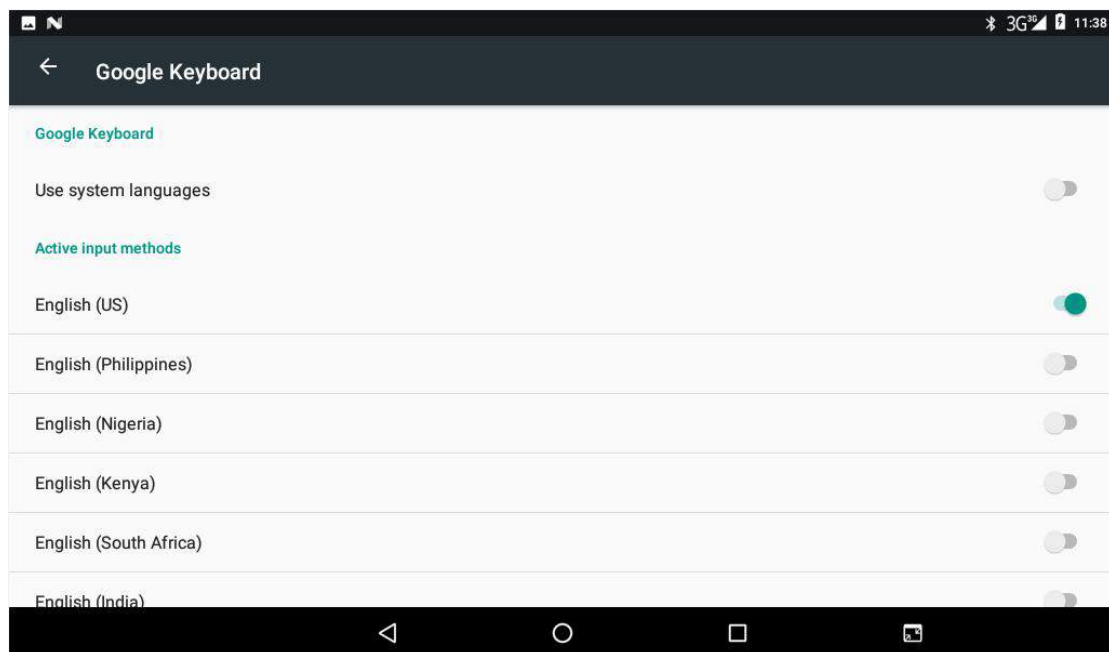 3G 3G 11:38
Google Keyboard
Google Keyboard
Use system languages
Active input methods
English (US)
English (Philippines)
English (Nigeria)
English (Kenya)
English (South Africa)
English (India)